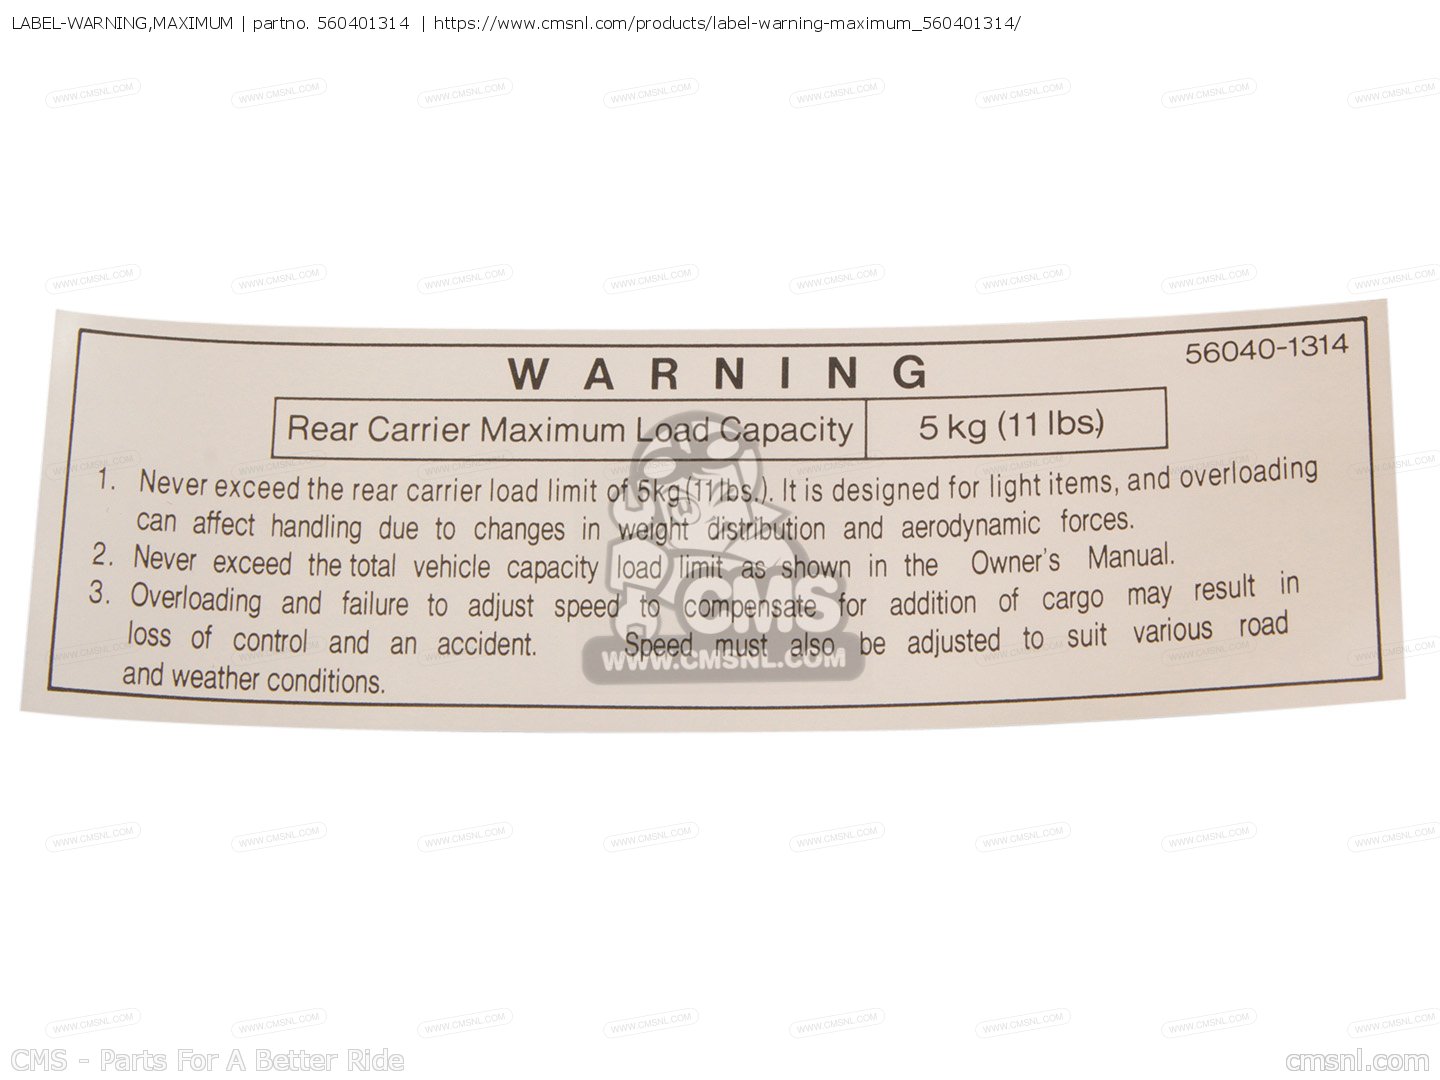 LABEL-WARNING,MAXIMUM | partno. 560401314 | https://www.cmsnl.com/products/label-warning-maximum_560401314/
56040-1314
W A R N I N G
Rear Carrier Maximum Load Capacity 5 kg (11 lbs.)
1. Never exceed the rear carrier load limit of 5kg (11 lbs.). It is designed for light items, and overloading
can affect handling due to changes in weight distribution and aerodynamic forces.
2. Never exceed the total vehicle capacity load limit as shown in the Owner's Manual.
3. Overloading and failure to adjust speed to compensate for addition of cargo may result in
loss of control and an accident. Speed must also be adjusted to suit various road
and weather conditions.
CMS
WWW.CMSNL.COM
CMS - Parts For A Better Ride
cmsnl.com